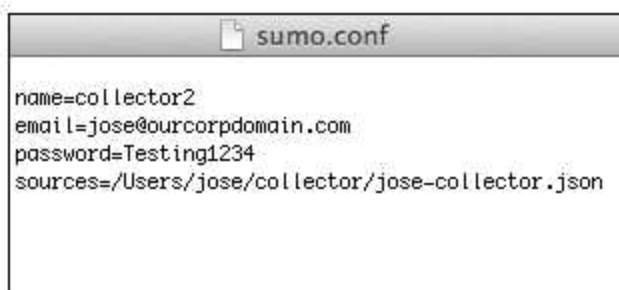 sumo.conf
name=collector2
email=jose@ourcorpdomain.com
password=Testing1234
sources=/Users/jose/collector/jose-collector.json